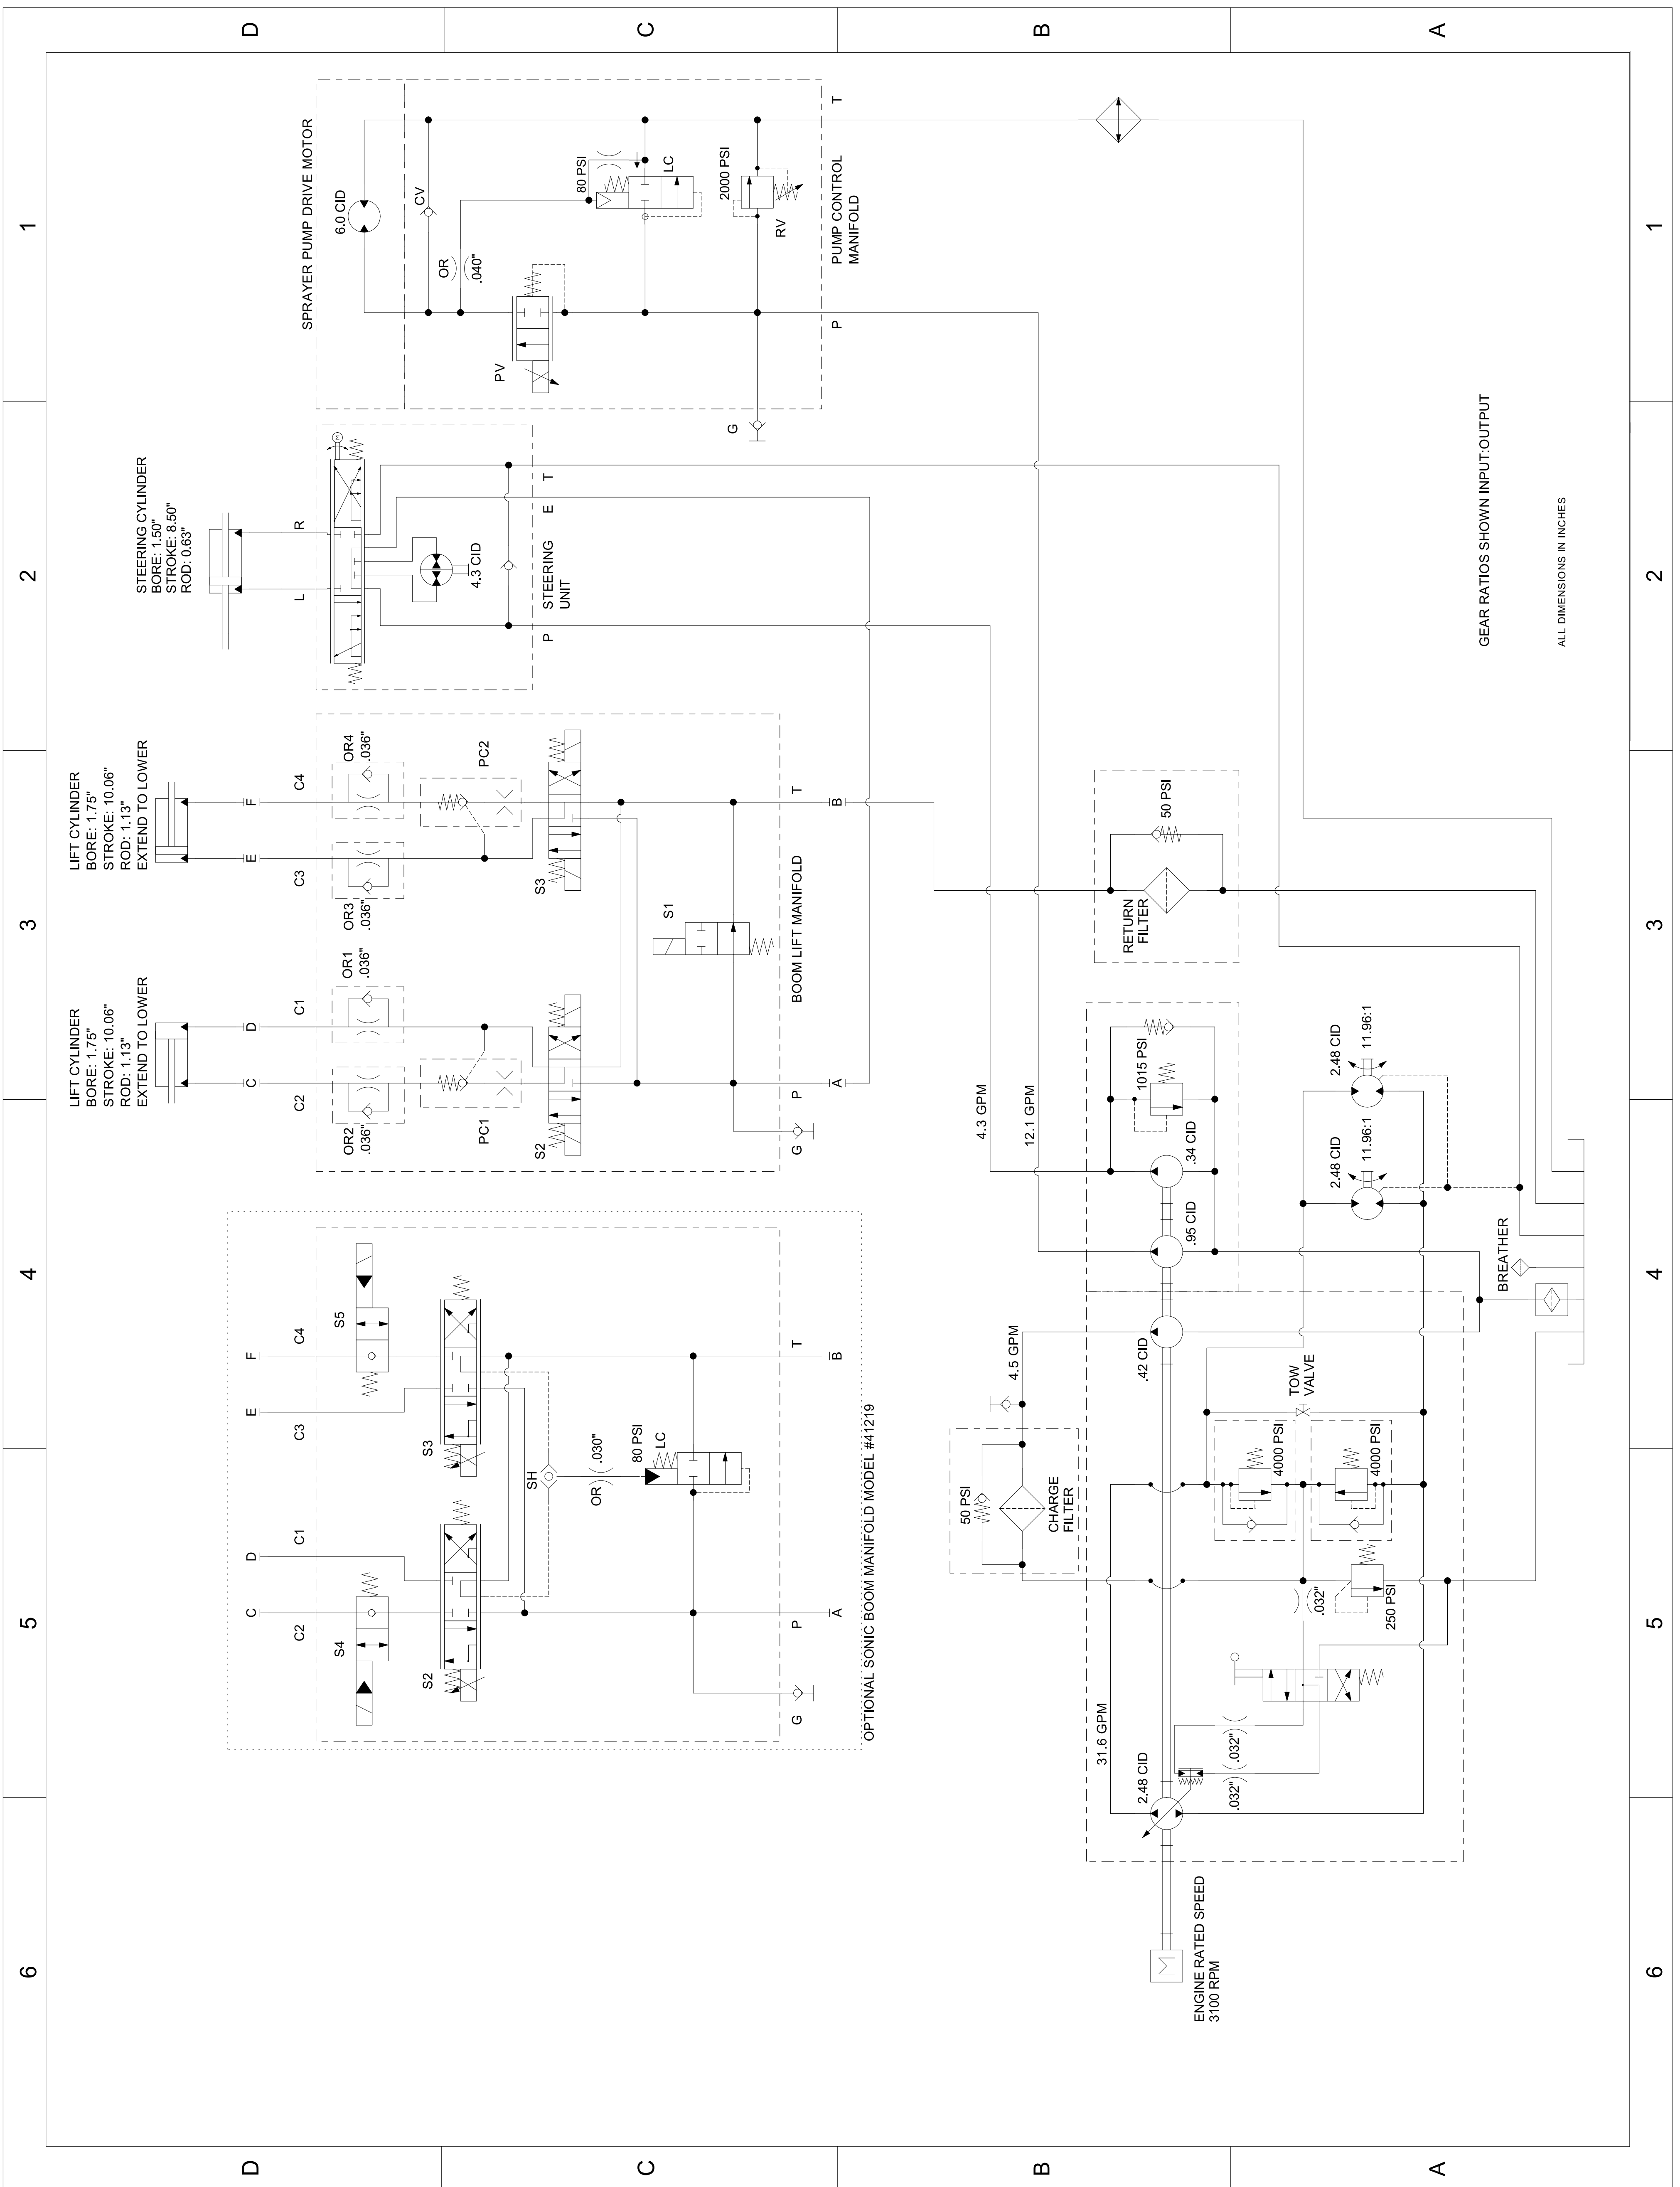 D
C
B
A
1
2
3
4
5
6
LIFT CYLINDER
BORE: 1.75"
STROKE: 10.06"
ROD: 1.13"
EXTEND TO LOWER
LIFT CYLINDER
BORE: 1.75"
STROKE: 10.06"
ROD: 1.13"
EXTEND TO LOWER
STEERING CYLINDER
BORE: 1.50"
STROKE: 8.50"
ROD: 0.63"
L
R
SPRAYER PUMP DRIVE MOTOR
6.0 CID
CV
OR
.040"
80 PSI
LC
PV
2000 PSI
RV
G
P
T
PUMP CONTROL
MANIFOLD
M
4.3 CID
STEERING
UNIT
P
E
T
C
D
E
F
C2
C1
C3
C4
OR2
.036"
OR1
.036"
OR3
.036"
OR4
.036"
PC1
PC2
S2
S3
S1
G
P
BOOM LIFT MANIFOLD
T
A
B
C
D
E
F
C2
C1
C3
C4
S4
S5
S2
S3
SH
OR
.030"
80 PSI
LC
G
P
T
A
B
OPTIONAL SONIC BOOM MANIFOLD MODEL #41219
4.3 GPM
12.1 GPM
4.5 GPM
31.6 GPM
50 PSI
CHARGE
FILTER
RETURN
FILTER
50 PSI
1015 PSI
.34 CID
.95 CID
.42 CID
2.48 CID
M
ENGINE RATED SPEED
3100 RPM
.032"
.032"
.032"
250 PSI
4000 PSI
4000 PSI
TOW
VALVE
2.48 CID
11.96:1
2.48 CID
11.96:1
BREATHER
GEAR RATIOS SHOWN INPUT:OUTPUT
ALL DIMENSIONS IN INCHES
D
C
B
A
1
2
3
4
5
6